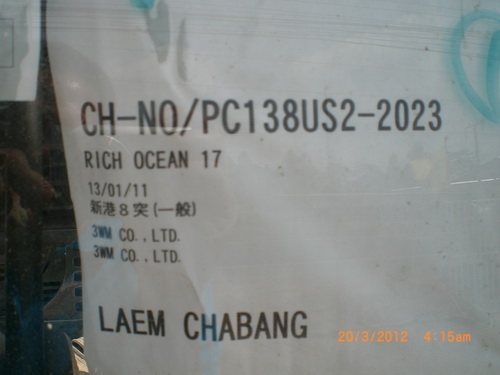 CH-NO/PC138US2-2023
RICH OCEAN 17
13/01/11
新港8突(一般)
3WM CO.,LTD.
3WM CO.,LTD.
LAEM CHABANG
20/3/2012 4:15am